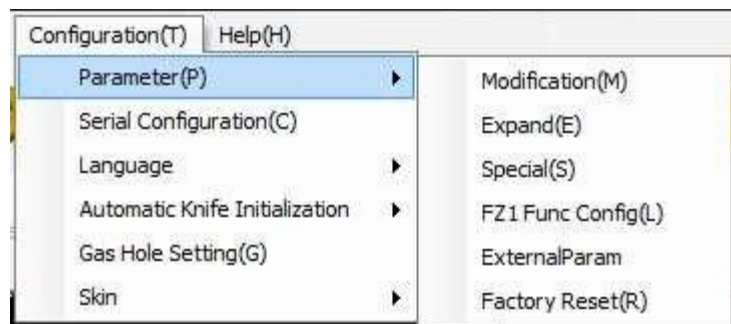 Configuration(T) Help(H)
Parameter(P)
Serial Configuration(C)
Language
Automatic Knife Initialization
Gas Hole Setting(G)
Skin
Modification(M)
Expand(E)
Special(S)
FZ1 Func Config(L)
ExternalParam
Factory Reset(R)